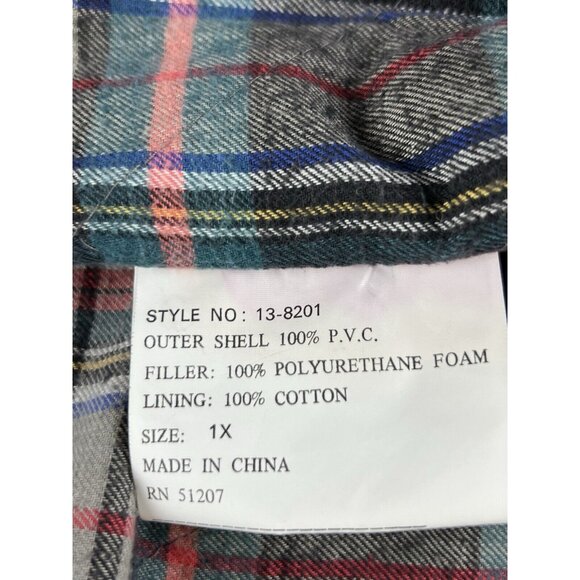 STYLE NO: 13-8201
OUTER SHELL 100% P.V.C.
FILLER: 100% POLYURETHANE FOAM
LINING: 100% COTTON
SIZE: 1X
MADE IN CHINA
RN 51207